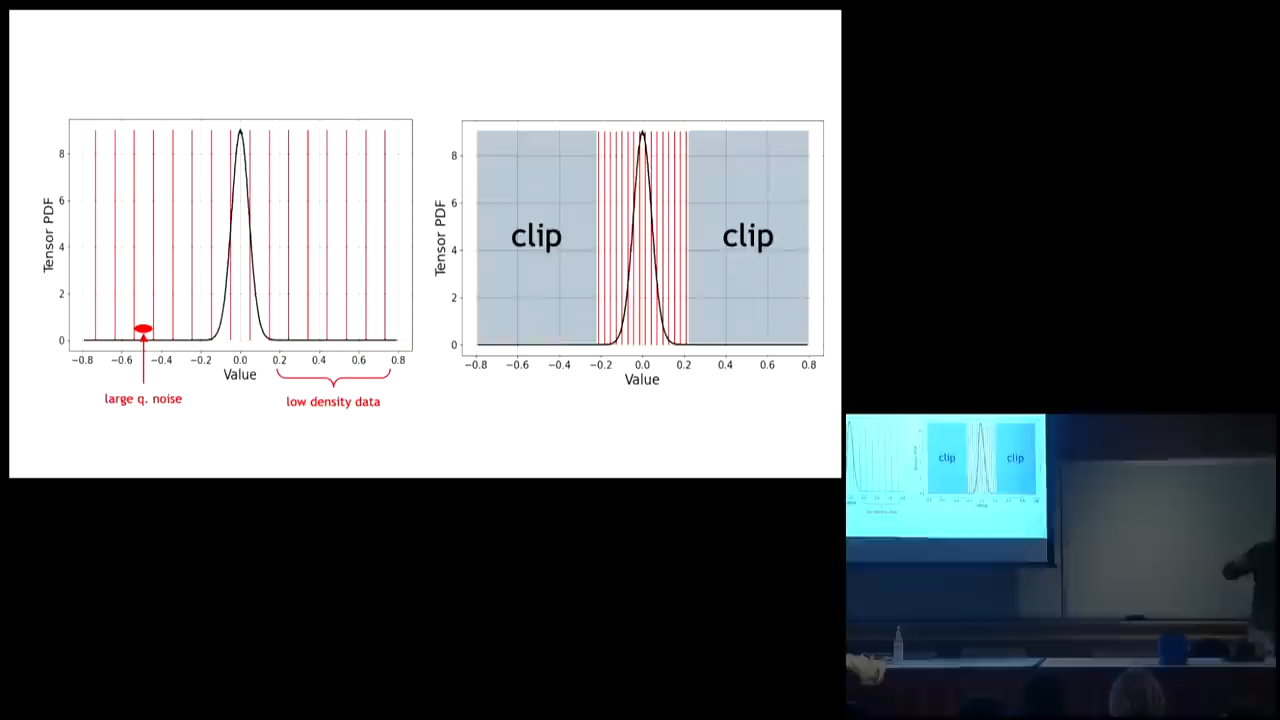 Tensor PDF
8
6
4
2
0
−0.8 −0.6 −0.4 −0.2 0.0 0.2 0.4 0.6 0.8
Value
large q. noise
low density data
Tensor PDF
8
6
4
2
0
clip clip
−0.8 −0.6 −0.4 −0.2 0.0 0.2 0.4 0.6 0.8
Value
clip clip